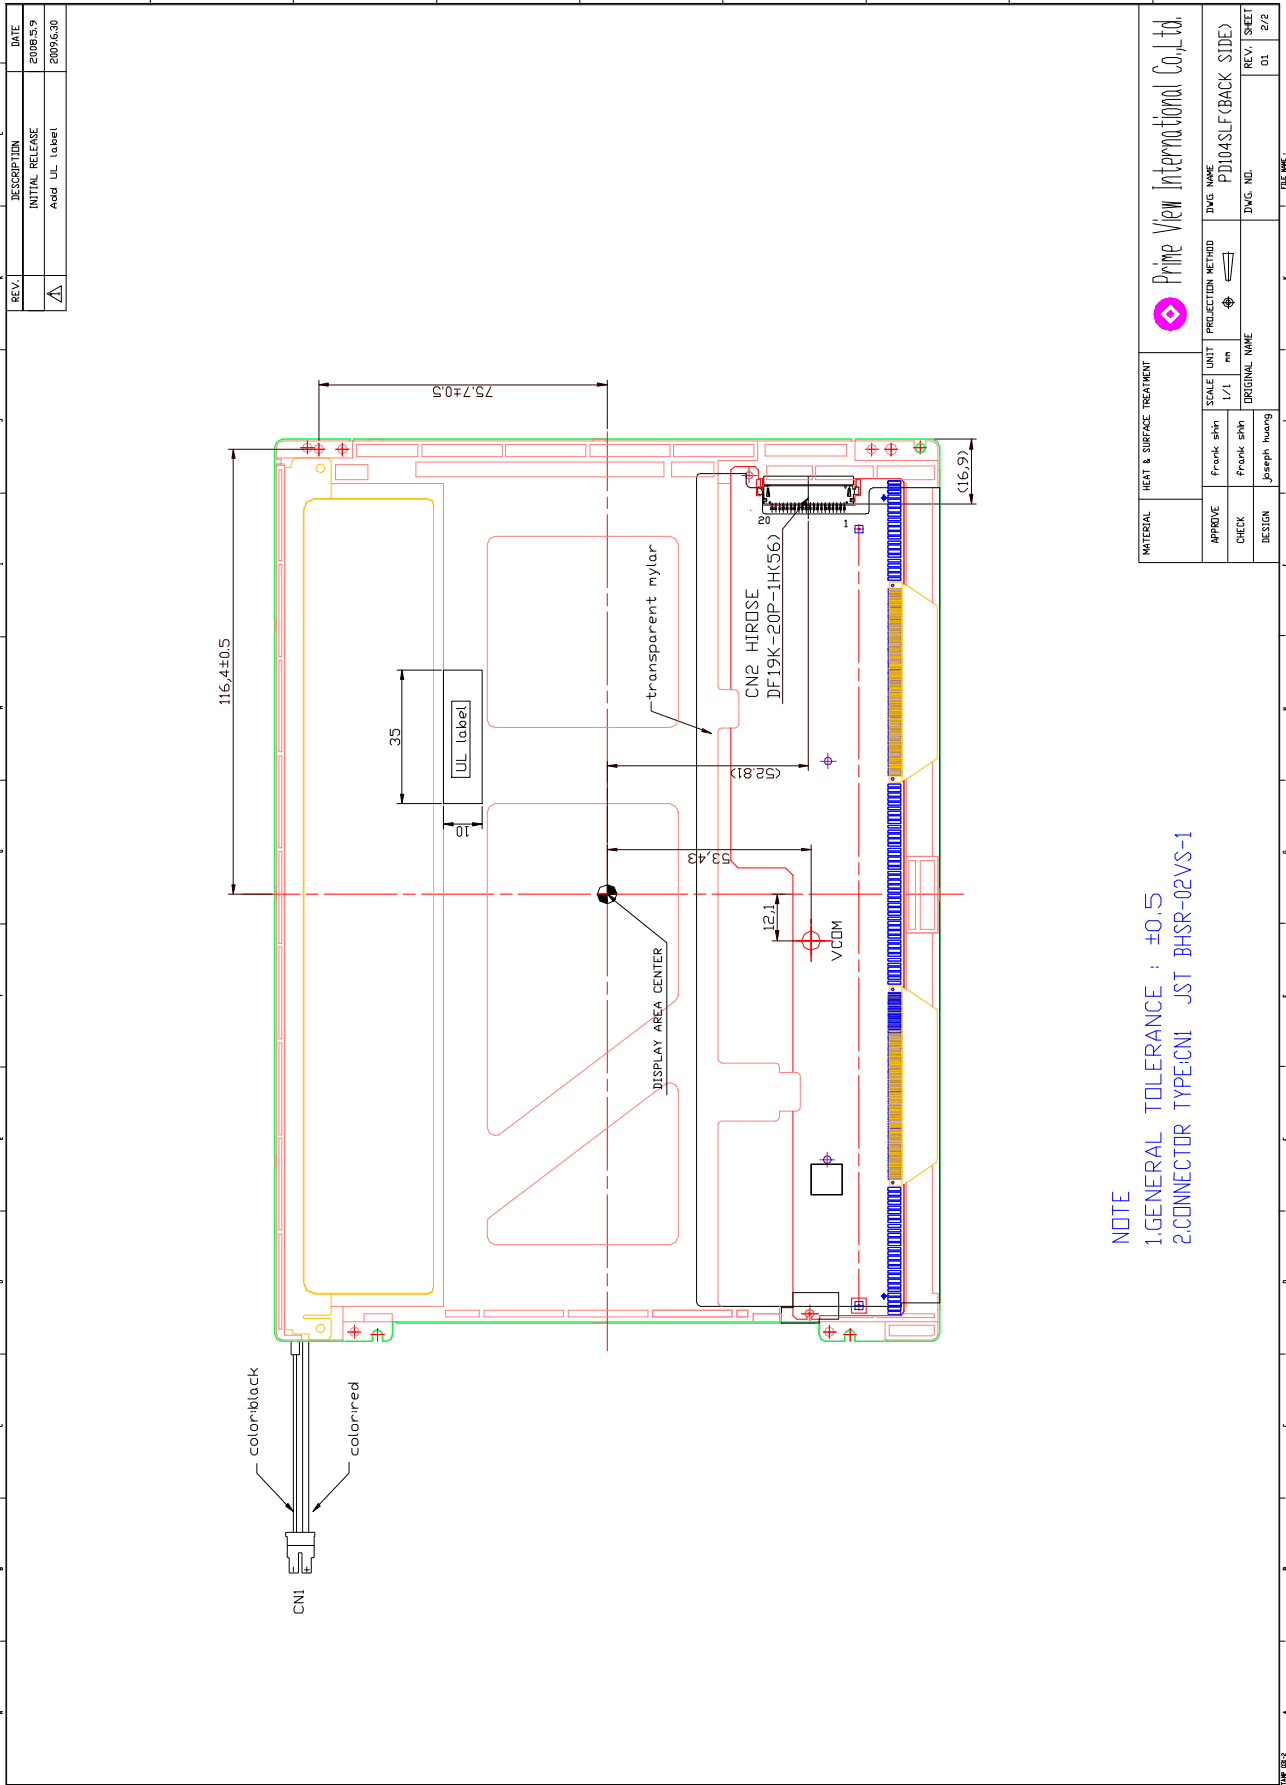 REV. DESCRIPTION DATE
INITIAL RELEASE 2008.5.9
1 Add UL label 2009.6.30
116,4±0.5
75.7±0.5
35
10
UL label
transparent mylar
CN2 HIROSE
DF19K-20P-1H(56)
20
1
(16,9)
(52.81)
53,43
12,1
VCOM
DISPLAY AREA CENTER
color:black
color:red
CN1
- +
NOTE
1.GENERAL TOLERANCE : ±0.5
2.CONNECTOR TYPE:CN1 JST BHSR-02VS-1
MATERIAL HEAT & SURFACE TREATMENT
Prime View International Co.,Ltd.
APPROVE frank shin
CHECK frank shin
DESIGN joseph huang
SCALE 1/1
UNIT mm
PROJECTION METHOD
ORIGINAL NAME
DWG. NAME
PD104SLF(BACK SIDE)
DWG. NO.
REV. 01
SHEET 2/2
FILE NAME :